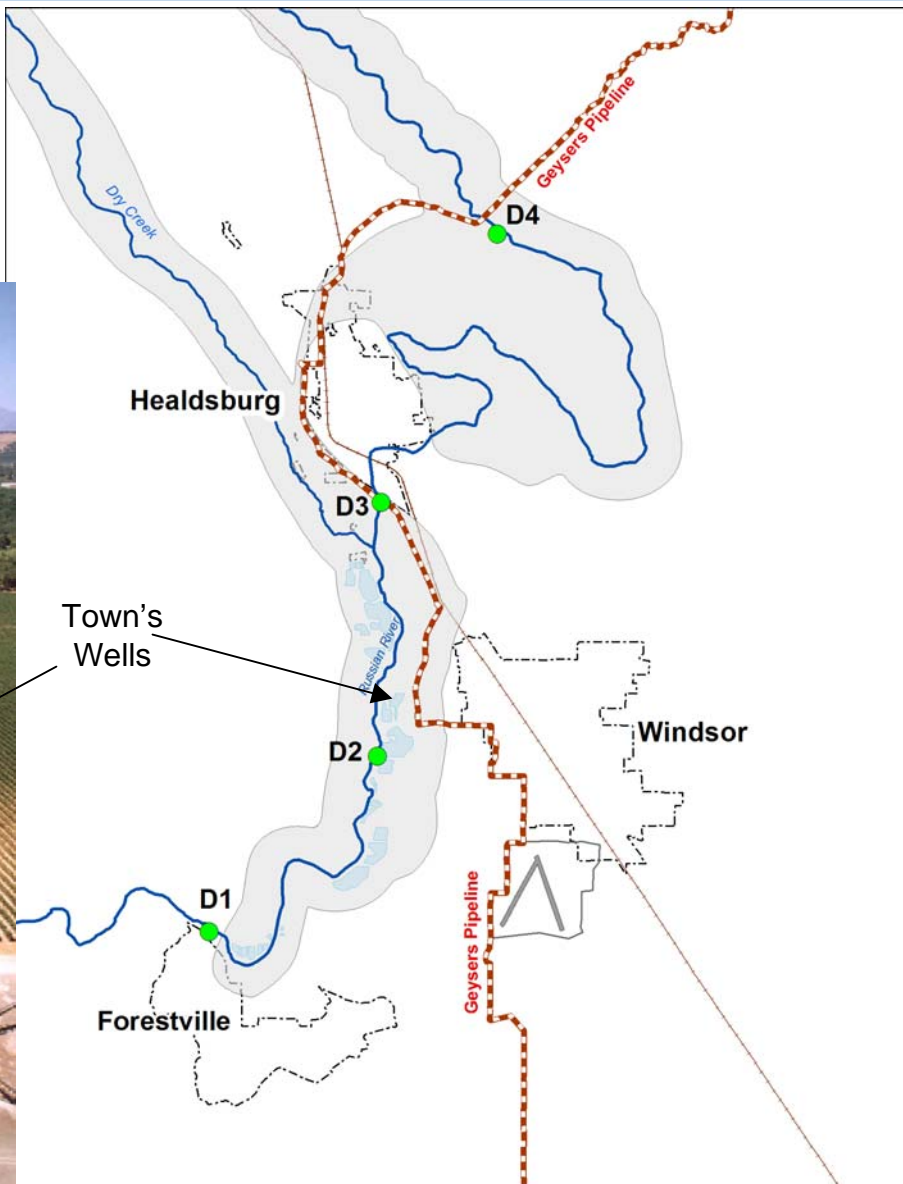 Geysers Pipeline
D4
Dry Creek
Healdsburg
D3
Town's
Wells
Russian River
Windsor
D2
D1
Geysers Pipeline
Forestville